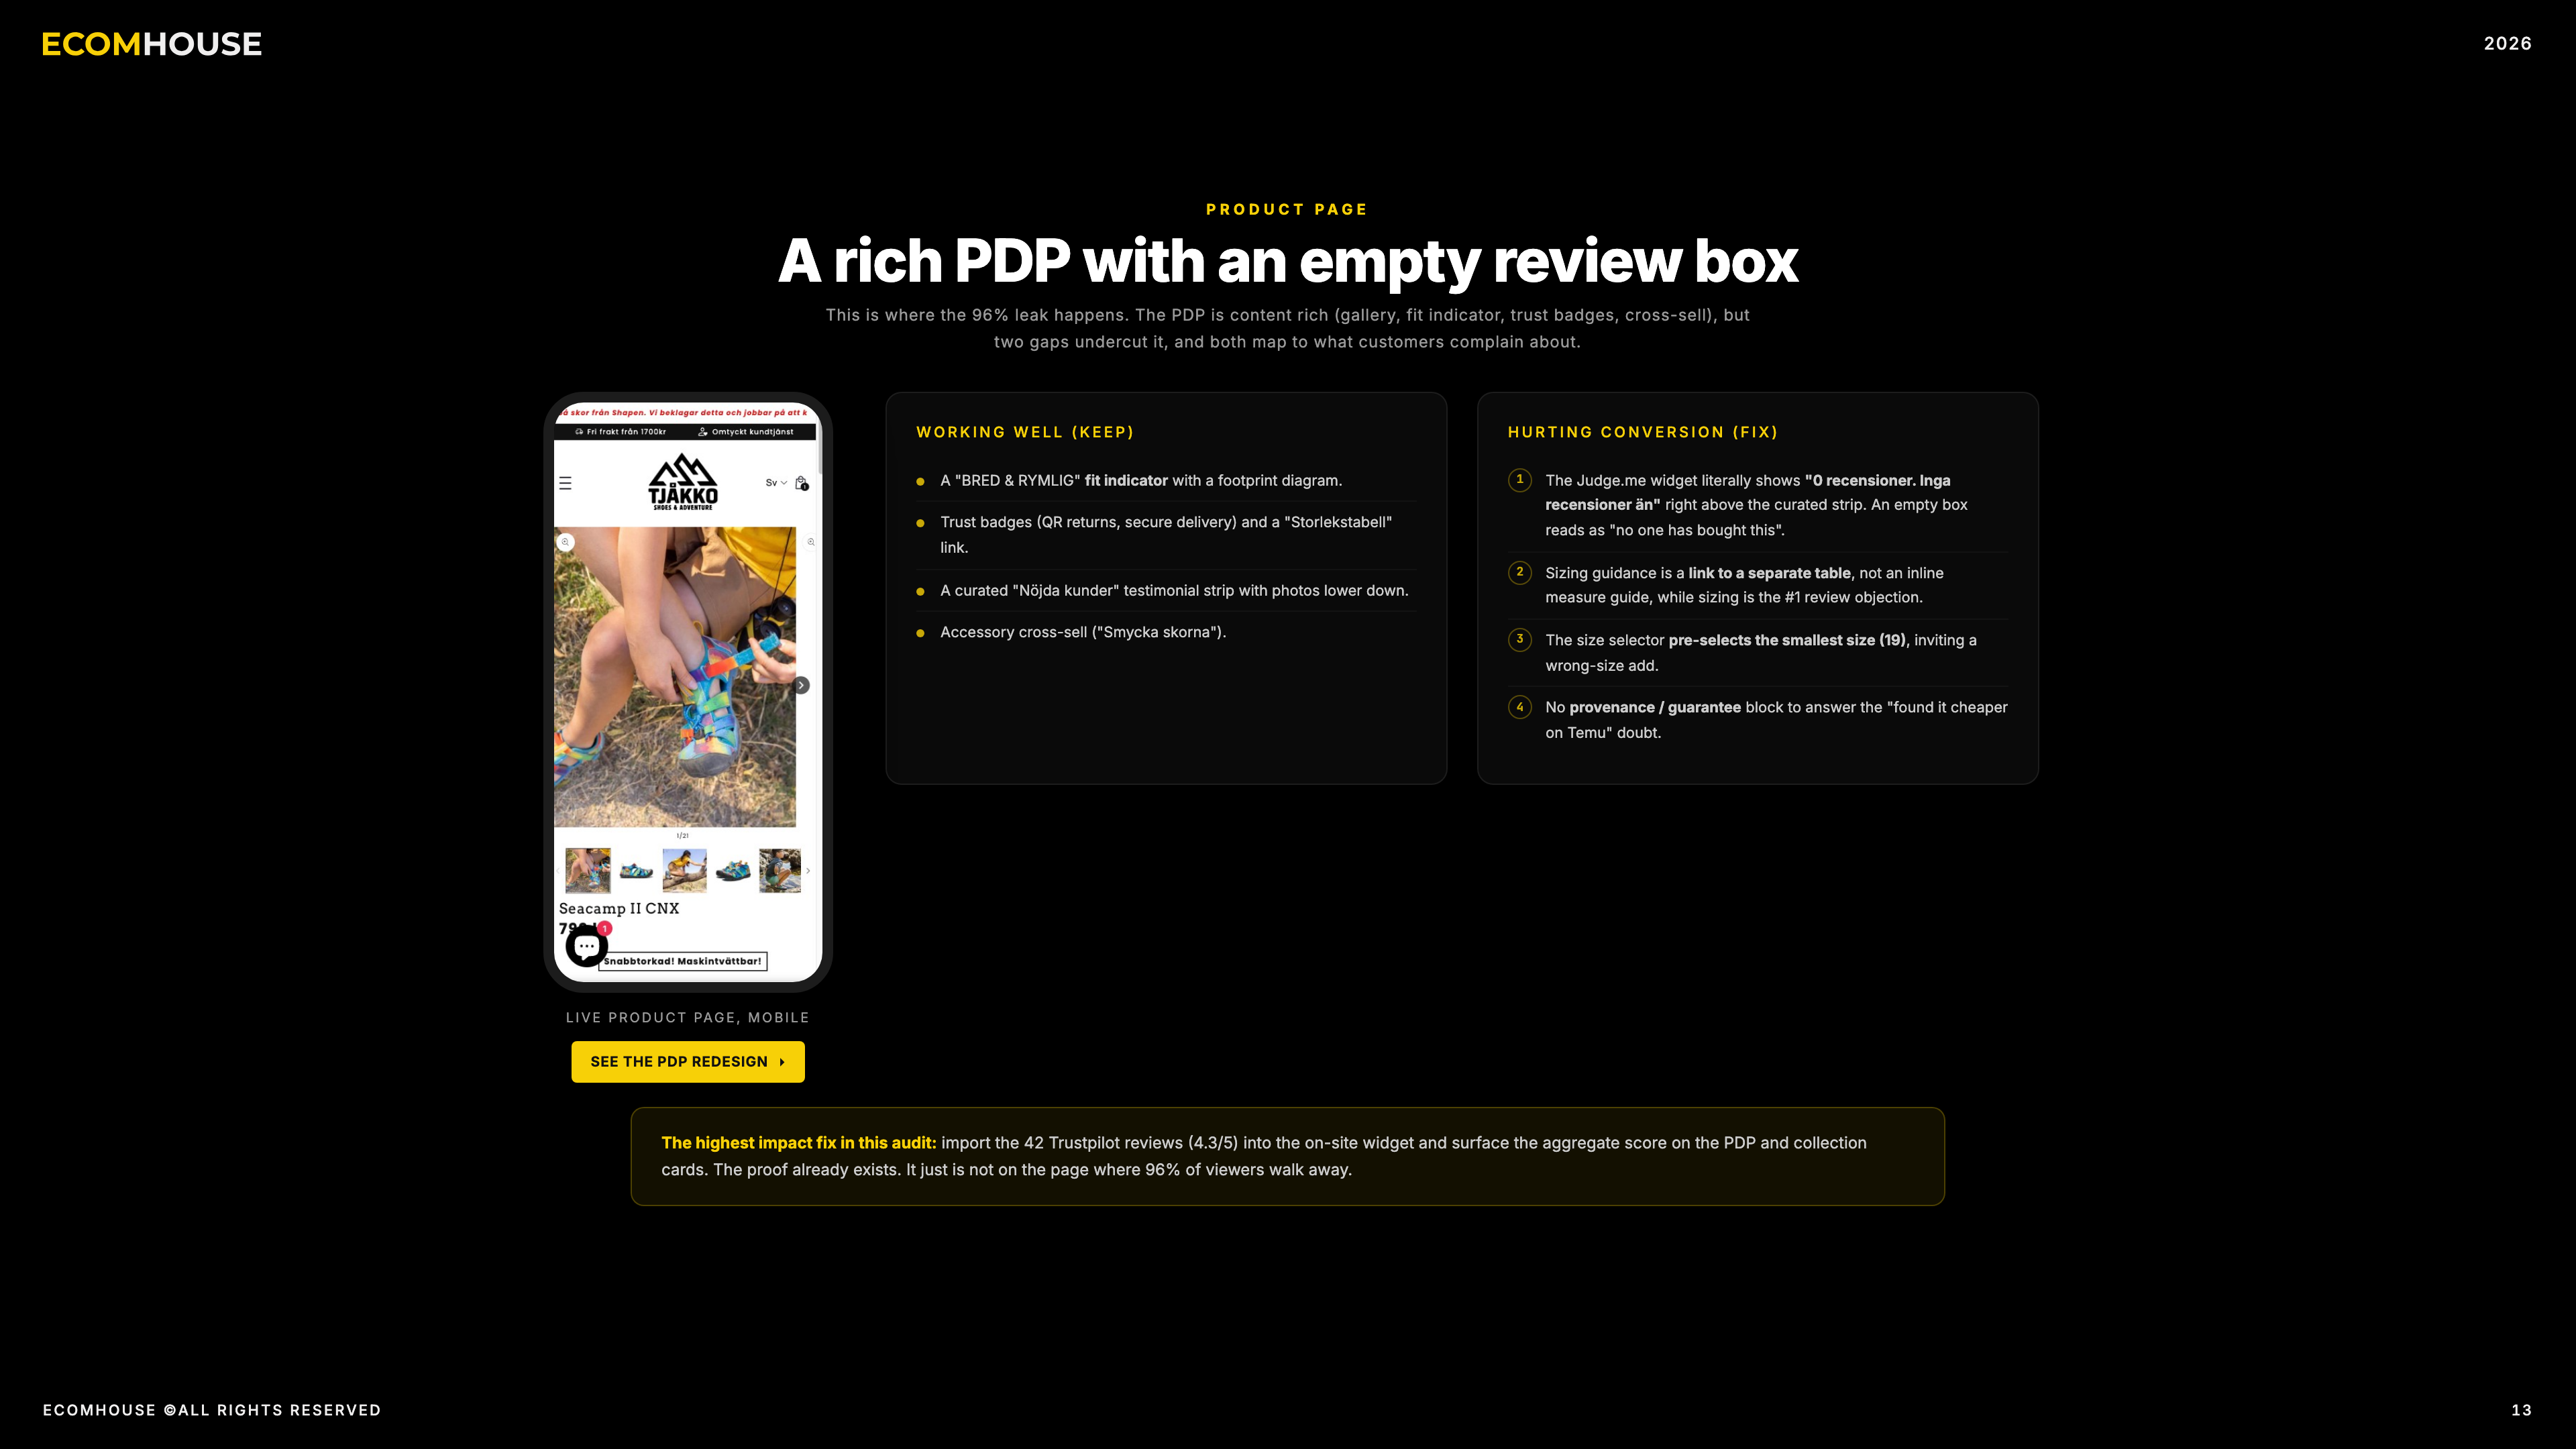 ECOMHOUSE
2026
PRODUCT PAGE
A rich PDP with an empty review box
This is where the 96% leak happens. The PDP is content rich (gallery, fit indicator, trust badges, cross-sell), but
two gaps undercut it, and both map to what customers complain about.
skor från Shapen. Vi beklagar detta och jobbar på att k
Fri frakt från 1700kr
Omtyckt kundtjänst
TJÄKKO
SHOES & ADVENTURE
Sv
1
1/21
Seacamp II CNX
1
Snabbtorkad! Maskintvättbar!
LIVE PRODUCT PAGE, MOBILE
SEE THE PDP REDESIGN
WORKING WELL (KEEP)
A "BRED & RYMLIG" fit indicator with a footprint diagram.
Trust badges (QR returns, secure delivery) and a "Storlekstabell"
link.
A curated "Nöjda kunder" testimonial strip with photos lower down.
Accessory cross-sell ("Smycka skorna").
HURTING CONVERSION (FIX)
1 The Judge.me widget literally shows "0 recensioner. Inga
recensioner än" right above the curated strip. An empty box
reads as "no one has bought this".
2 Sizing guidance is a link to a separate table, not an inline
measure guide, while sizing is the #1 review objection.
3 The size selector pre-selects the smallest size (19), inviting a
wrong-size add.
4 No provenance / guarantee block to answer the "found it cheaper
on Temu" doubt.
The highest impact fix in this audit: import the 42 Trustpilot reviews (4.3/5) into the on-site widget and surface the aggregate score on the PDP and collection
cards. The proof already exists. It just is not on the page where 96% of viewers walk away.
ECOMHOUSE ©ALL RIGHTS RESERVED
13